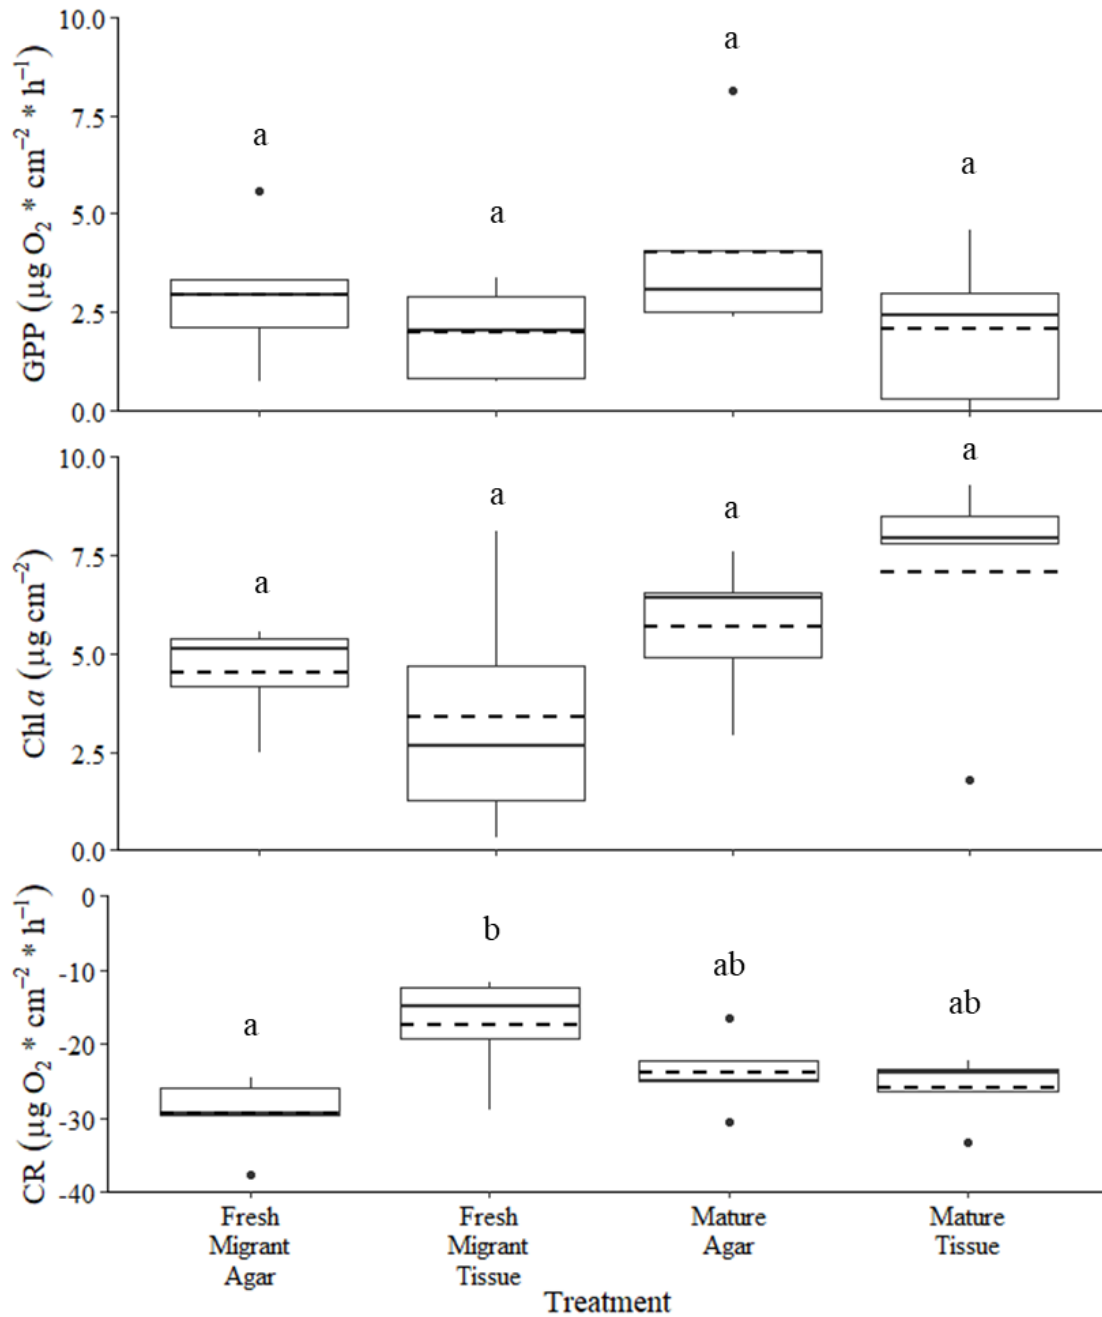 10.0
7.5
5.0
2.5
0.0
GPP (µg O₂ * cm⁻² * h⁻¹)
a
a
a
a
10.0
7.5
5.0
2.5
0.0
Chl a (µg cm⁻²)
a
a
a
a
0
-10
-20
-30
-40
CR (µg O₂ * cm⁻² * h⁻¹)
a
b
ab
ab
Fresh
Migrant
Agar
Fresh
Migrant
Tissue
Mature
Agar
Mature
Tissue
Treatment